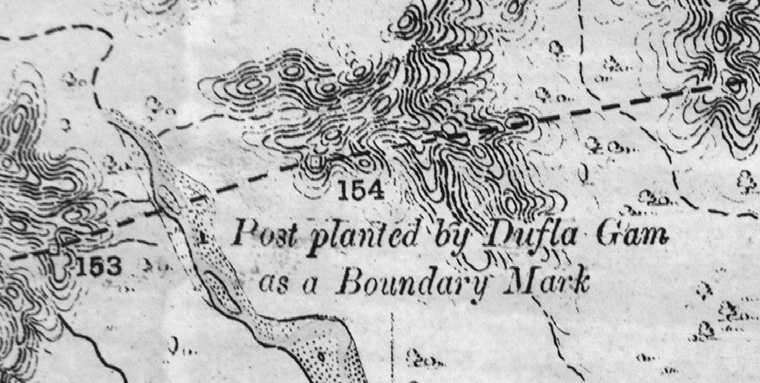 154
Post planted by Dufla Gam
153
as a Boundary Mark